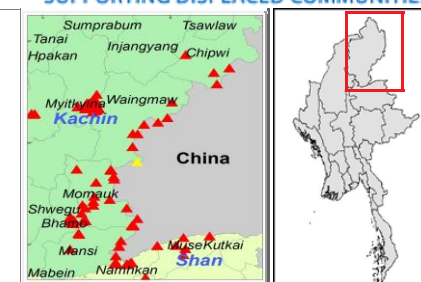 SUPPORTING DISPLACED COMMUNITIES
Sumprabum Tsawlaw
Tanai
Injangyang
Hpakan Chipwi
Myitkyina Waingmaw
Kachin
China
Momauk
Shwegu
Bhamo
Mansi MuseKutkai
Shan
Mabein Namhkan